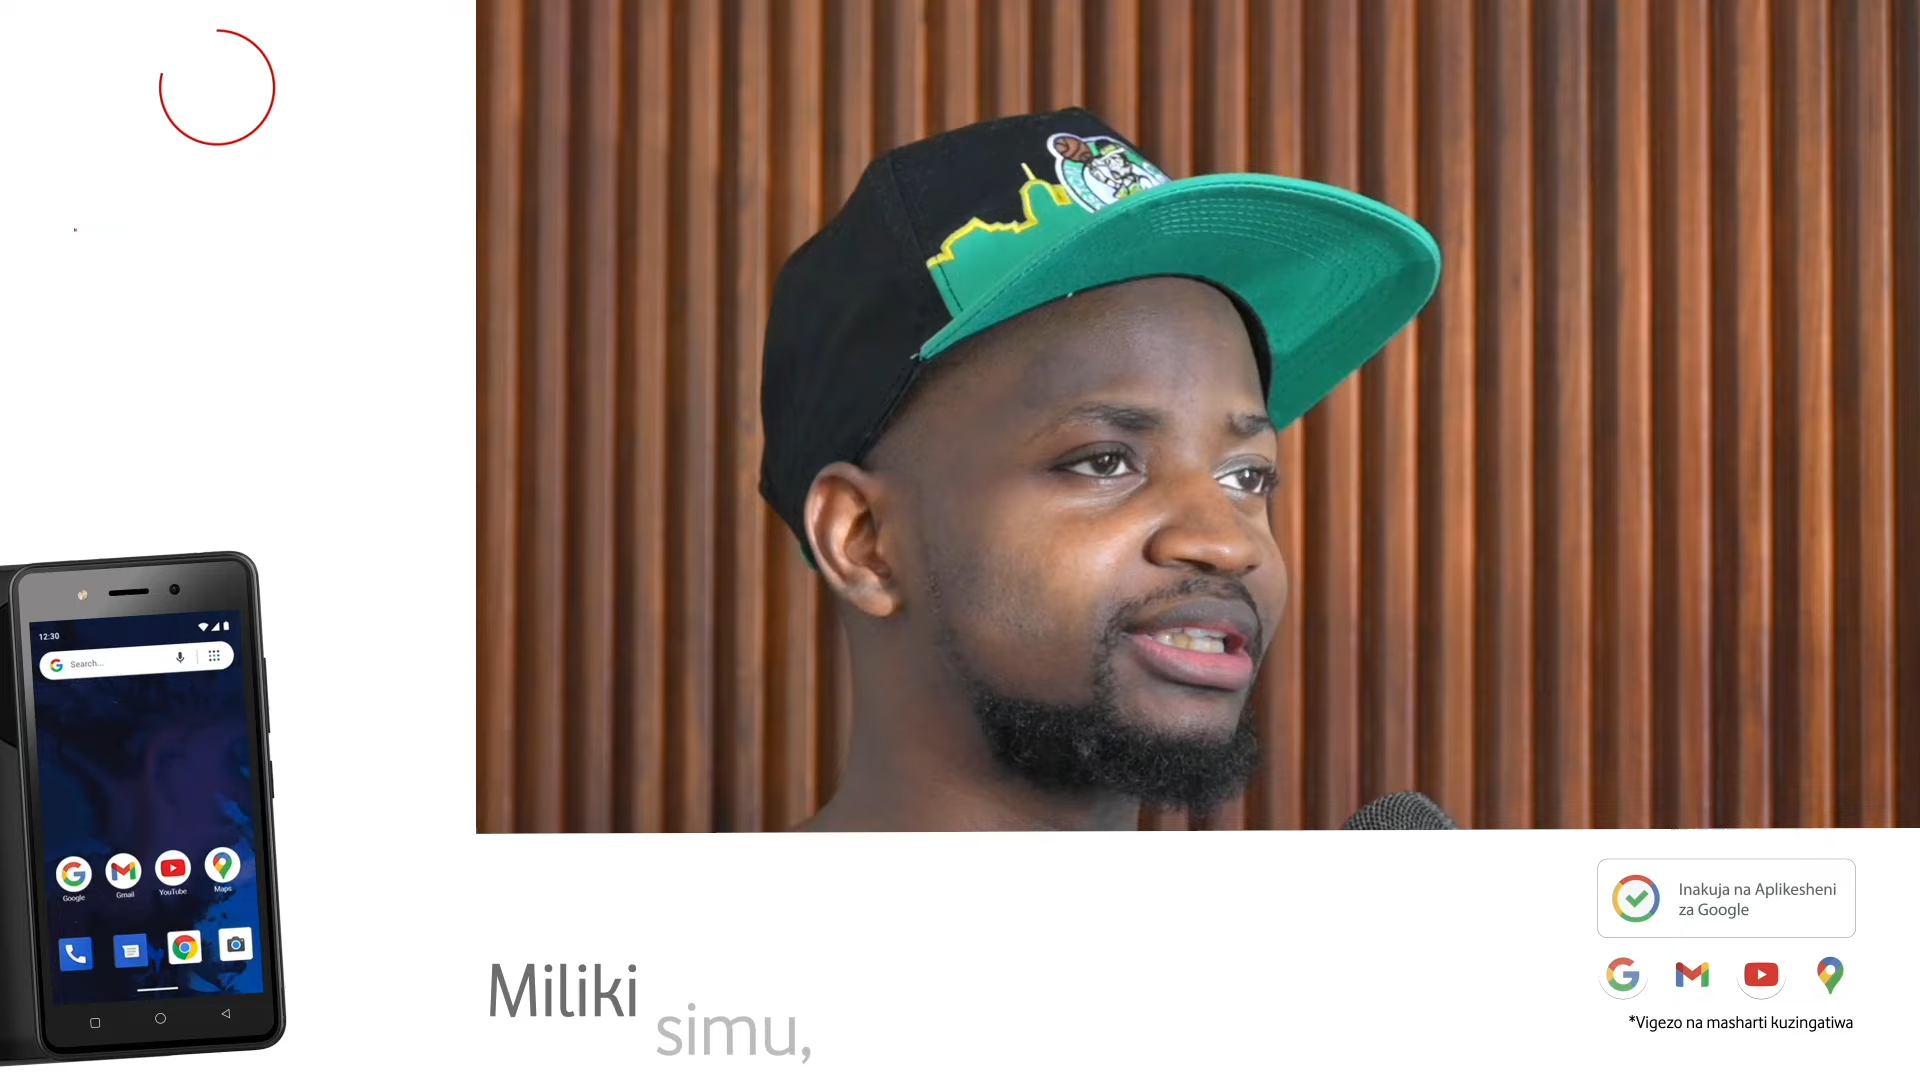 12:30
Search...
Google
Gmail
YouTube
Maps
Miliki
simu,
Inakuja na Aplikesheni
za Google
*Vigezo na masharti kuzingatiwa